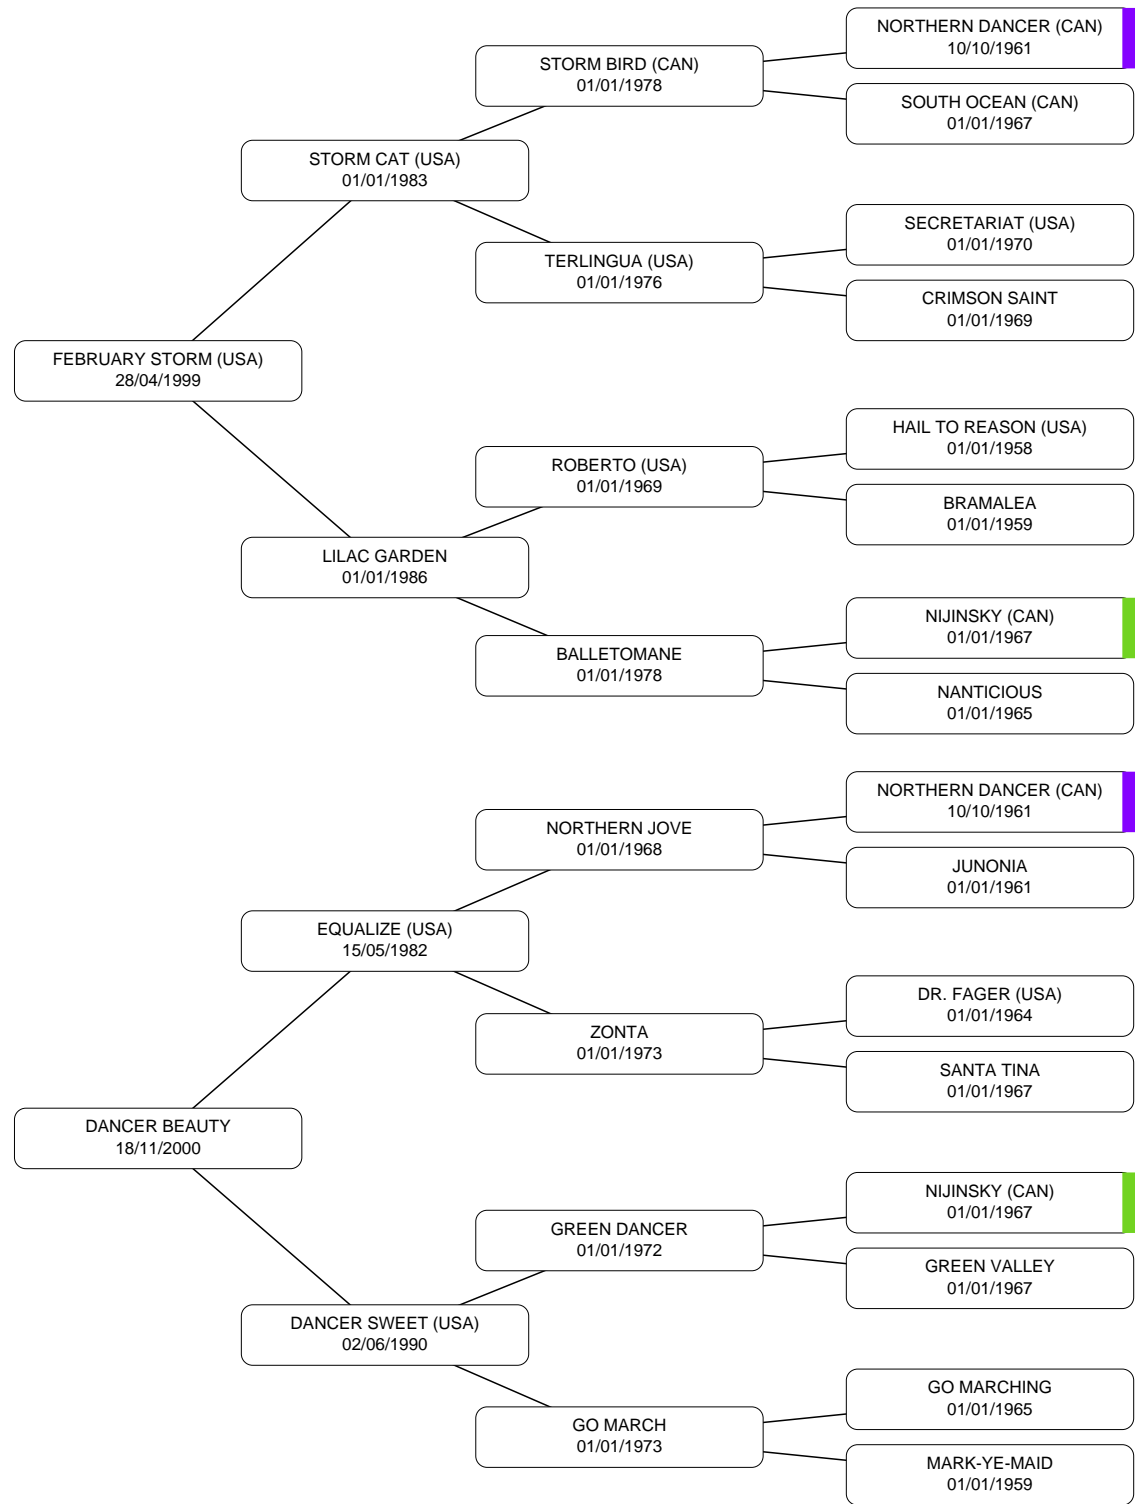 NORTHERN DANCER (CAN)
10/10/1961
STORM BIRD (CAN)
01/01/1978
SOUTH OCEAN (CAN)
01/01/1967
STORM CAT (USA)
01/01/1983
SECRETARIAT (USA)
01/01/1970
TERLINGUA (USA)
01/01/1976
CRIMSON SAINT
01/01/1969
FEBRUARY STORM (USA)
28/04/1999
HAIL TO REASON (USA)
01/01/1958
ROBERTO (USA)
01/01/1969
BRAMALEA
01/01/1959
LILAC GARDEN
01/01/1986
NIJINSKY (CAN)
01/01/1967
BALLETOMANE
01/01/1978
NANTICIOUS
01/01/1965
NORTHERN DANCER (CAN)
10/10/1961
NORTHERN JOVE
01/01/1968
JUNONIA
01/01/1961
EQUALIZE (USA)
15/05/1982
DR. FAGER (USA)
01/01/1964
ZONTA
01/01/1973
SANTA TINA
01/01/1967
DANCER BEAUTY
18/11/2000
NIJINSKY (CAN)
01/01/1967
GREEN DANCER
01/01/1972
GREEN VALLEY
01/01/1967
DANCER SWEET (USA)
02/06/1990
GO MARCHING
01/01/1965
GO MARCH
01/01/1973
MARK-YE-MAID
01/01/1959